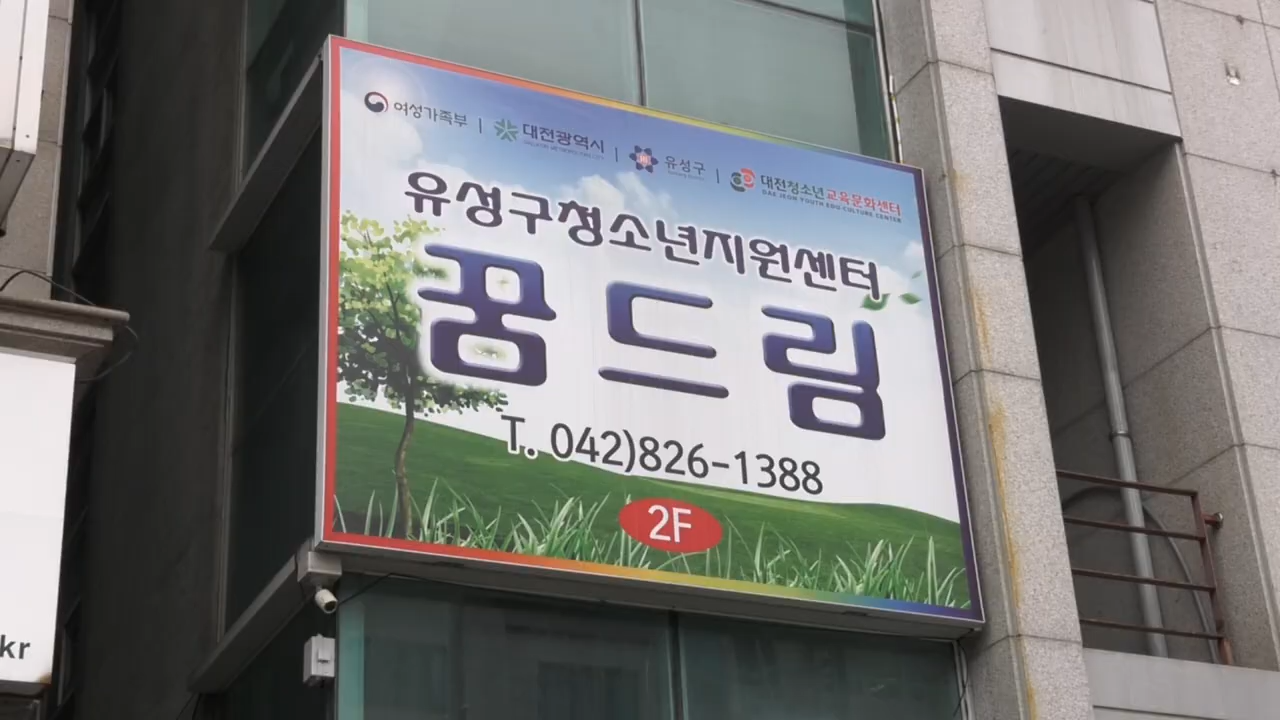 여성가족부 | 대전광역시 | 유성구 | 대전청소년교육문화센터
DAE JEON YOUTH EDU-CULTURE CENTER
유성구청소년지원센터
꿈드림
T. 042)826-1388
2F
kr